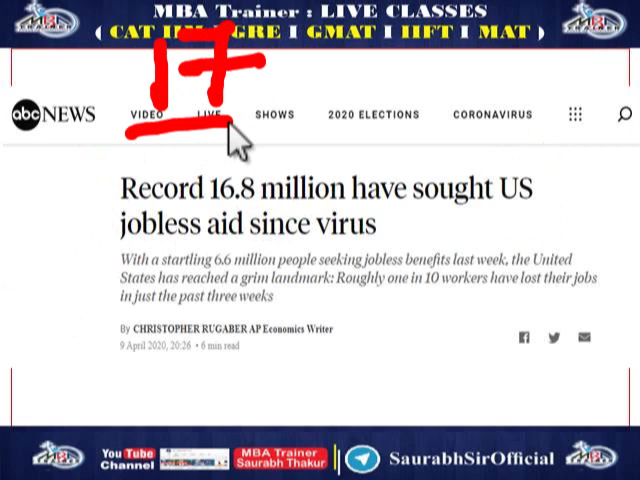 MBA Trainer : LIVE CLASSES
( CAT I GRE I GMAT I IIFT I MAT )
17
abc NEWS VIDEO LIVE SHOWS 2020 ELECTIONS CORONAVIRUS
Record 16.8 million have sought US
jobless aid since virus
With a startling 6.6 million people seeking jobless benefits last week, the United
States has reached a grim landmark: Roughly one in 10 workers have lost their jobs
in just the past three weeks
By CHRISTOPHER RUGABER AP Economics Writer
9 April 2020, 20:26 • 6 min read
You Tube
Channel
MBA Trainer
Saurabh Thakur
SaurabhSirOfficial